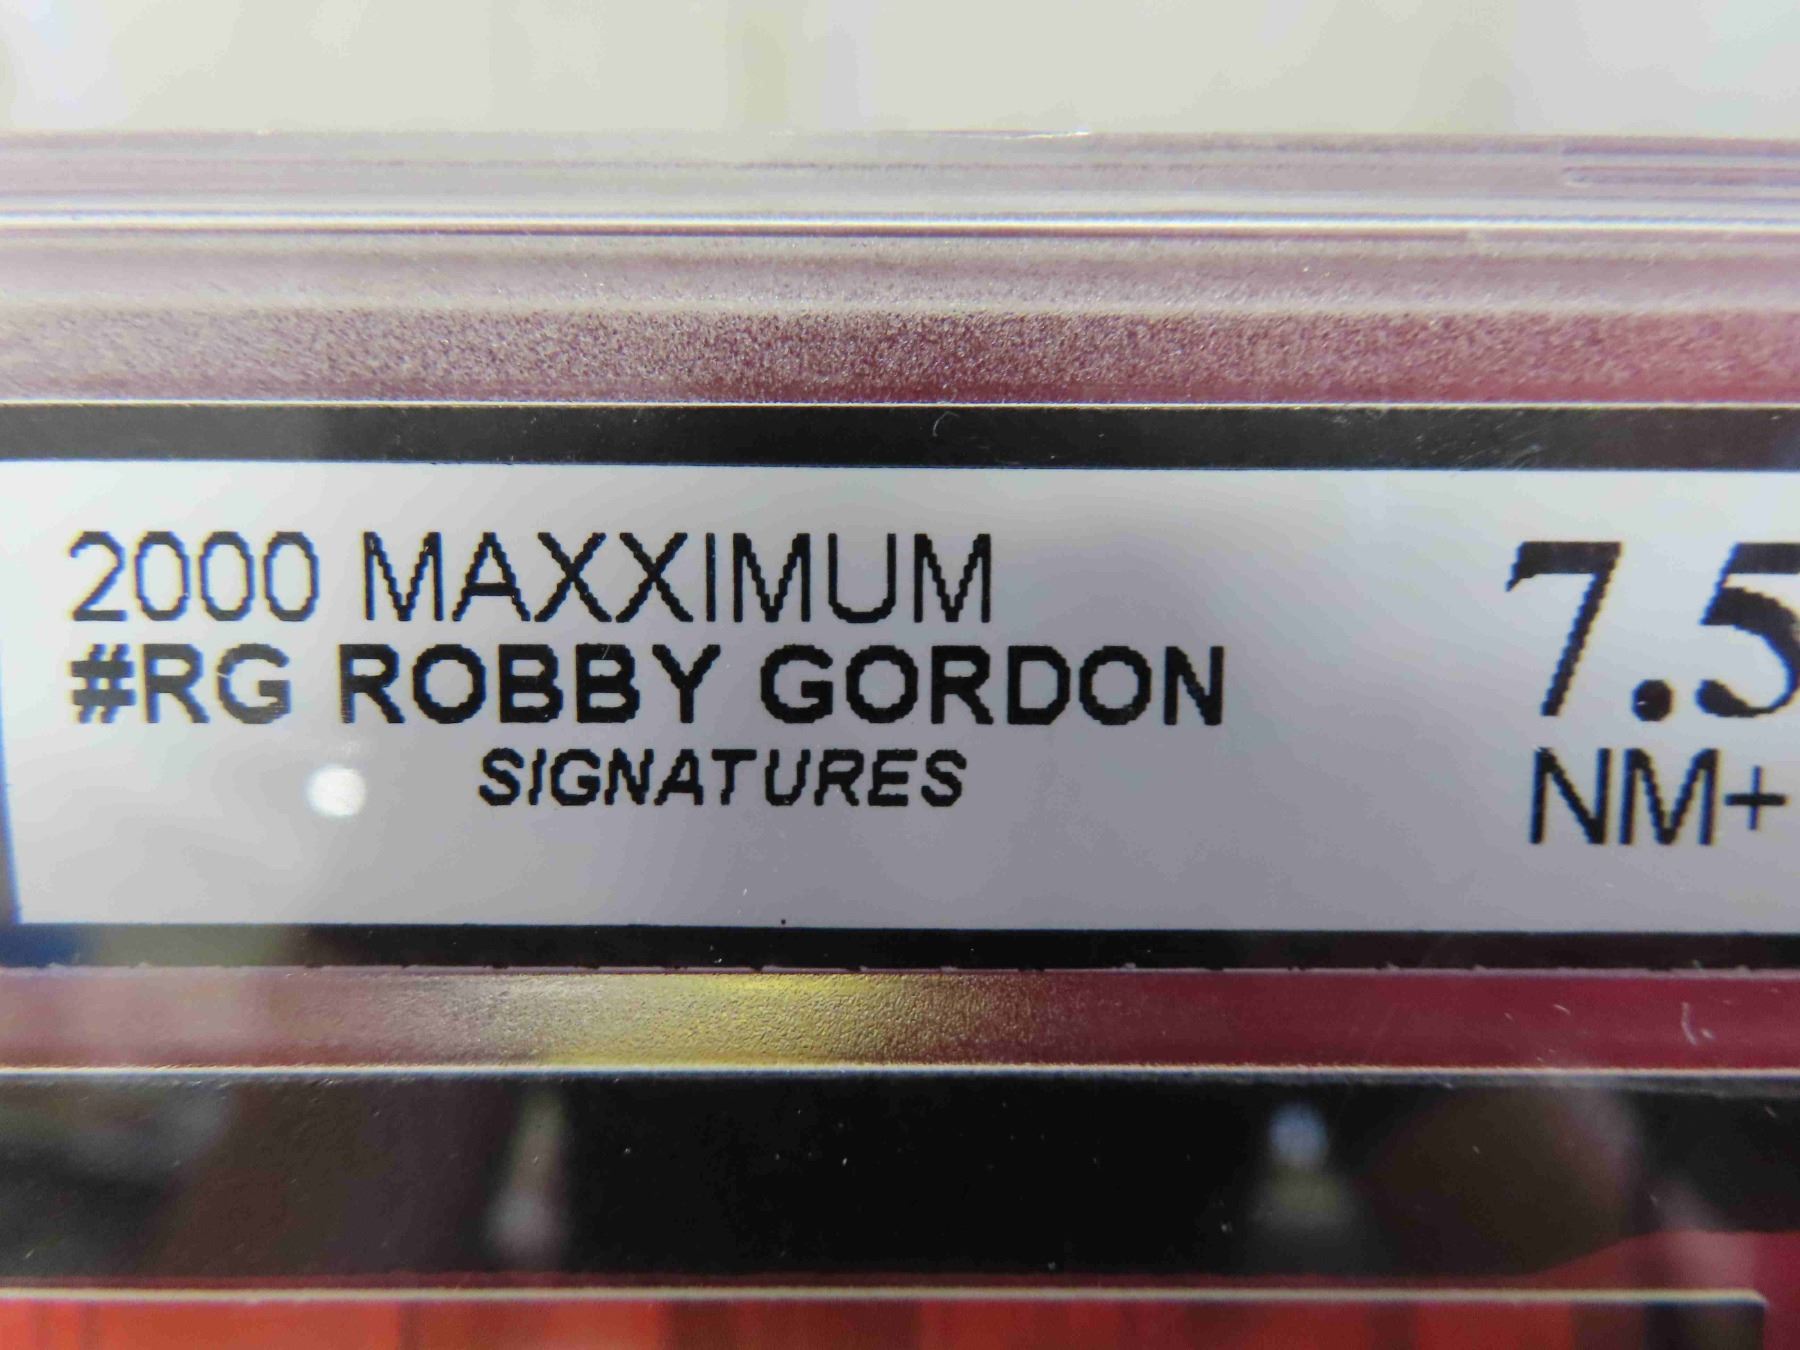 2000 MAXXIMUM
#RG ROBBY GORDON
SIGNATURES
7.5
NM+